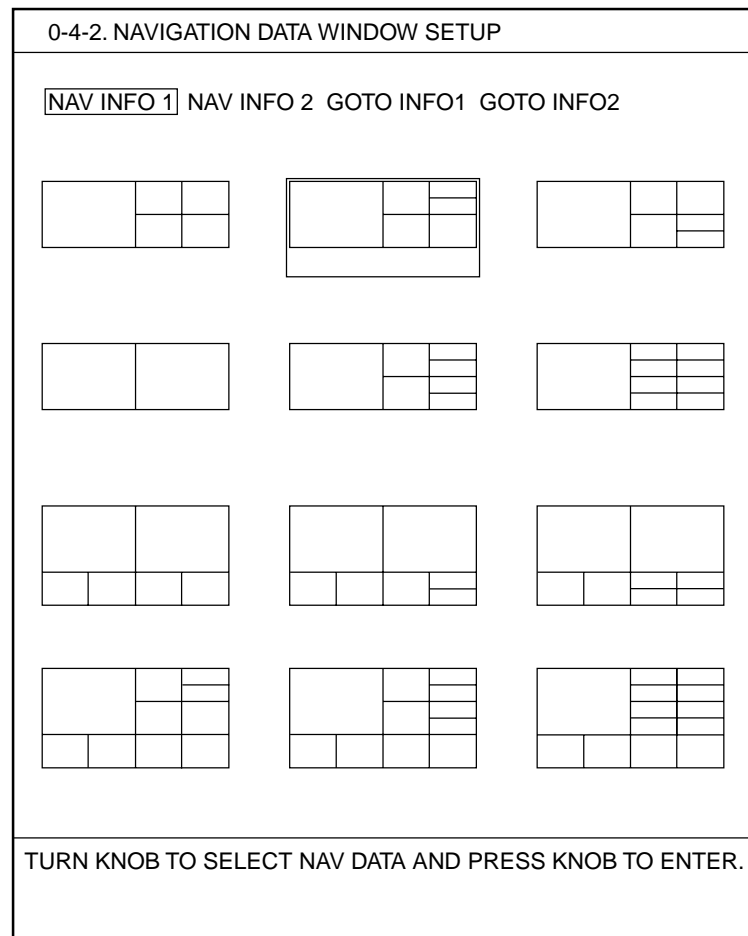 0-4-2. NAVIGATION DATA WINDOW SETUP
NAV INFO 1 NAV INFO 2 GOTO INFO1 GOTO INFO2
TURN KNOB TO SELECT NAV DATA AND PRESS KNOB TO ENTER.